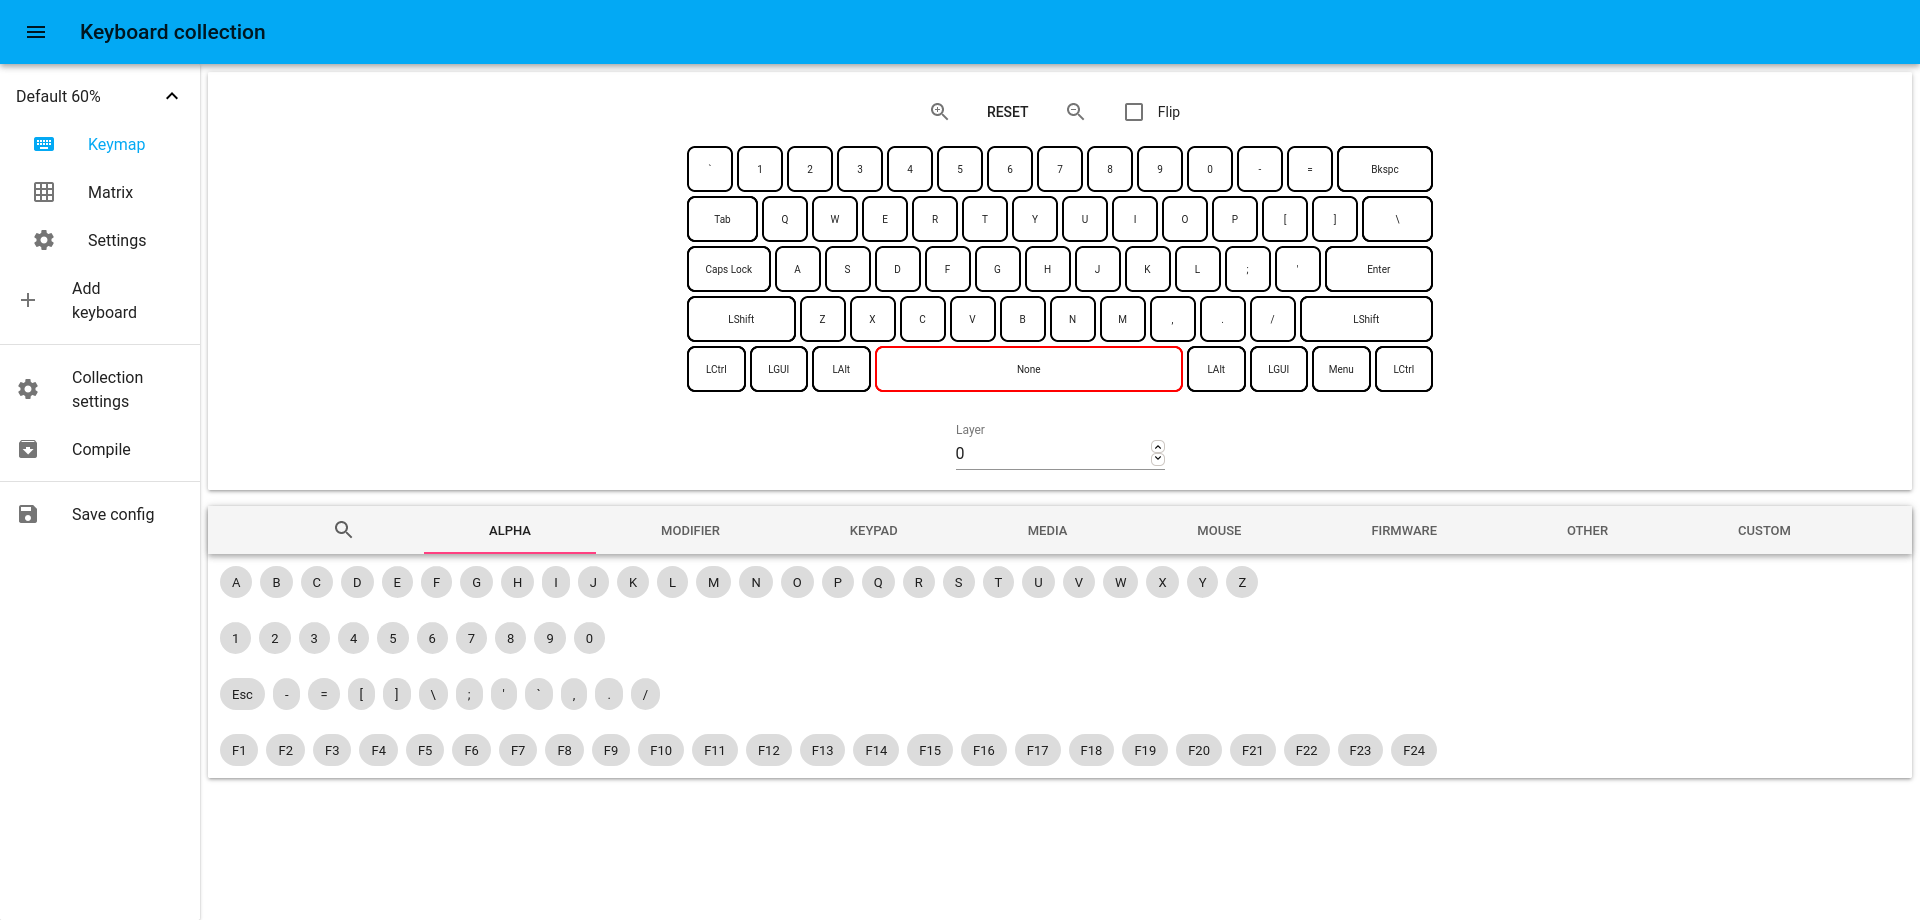 Keyboard collection
Default 60%
Keymap
Matrix
Settings
Add
keyboard
Collection
settings
Compile
Save config
RESET Flip
` 1 2 3 4 5 6 7 8 9 0 - = Bkspc
Tab Q W E R T Y U I O P [ ] \
Caps Lock A S D F G H J K L ; ' Enter
LShift Z X C V B N M , . / LShift
LCtrl LGUI LAlt None LAlt LGUI Menu LCtrl
Layer
0
ALPHA MODIFIER KEYPAD MEDIA MOUSE FIRMWARE OTHER CUSTOM
A B C D E F G H I J K L M N O P Q R S T U V W X Y Z
1 2 3 4 5 6 7 8 9 0
Esc - = [ ] \ ; ' ` , . /
F1 F2 F3 F4 F5 F6 F7 F8 F9 F10 F11 F12 F13 F14 F15 F16 F17 F18 F19 F20 F21 F22 F23 F24